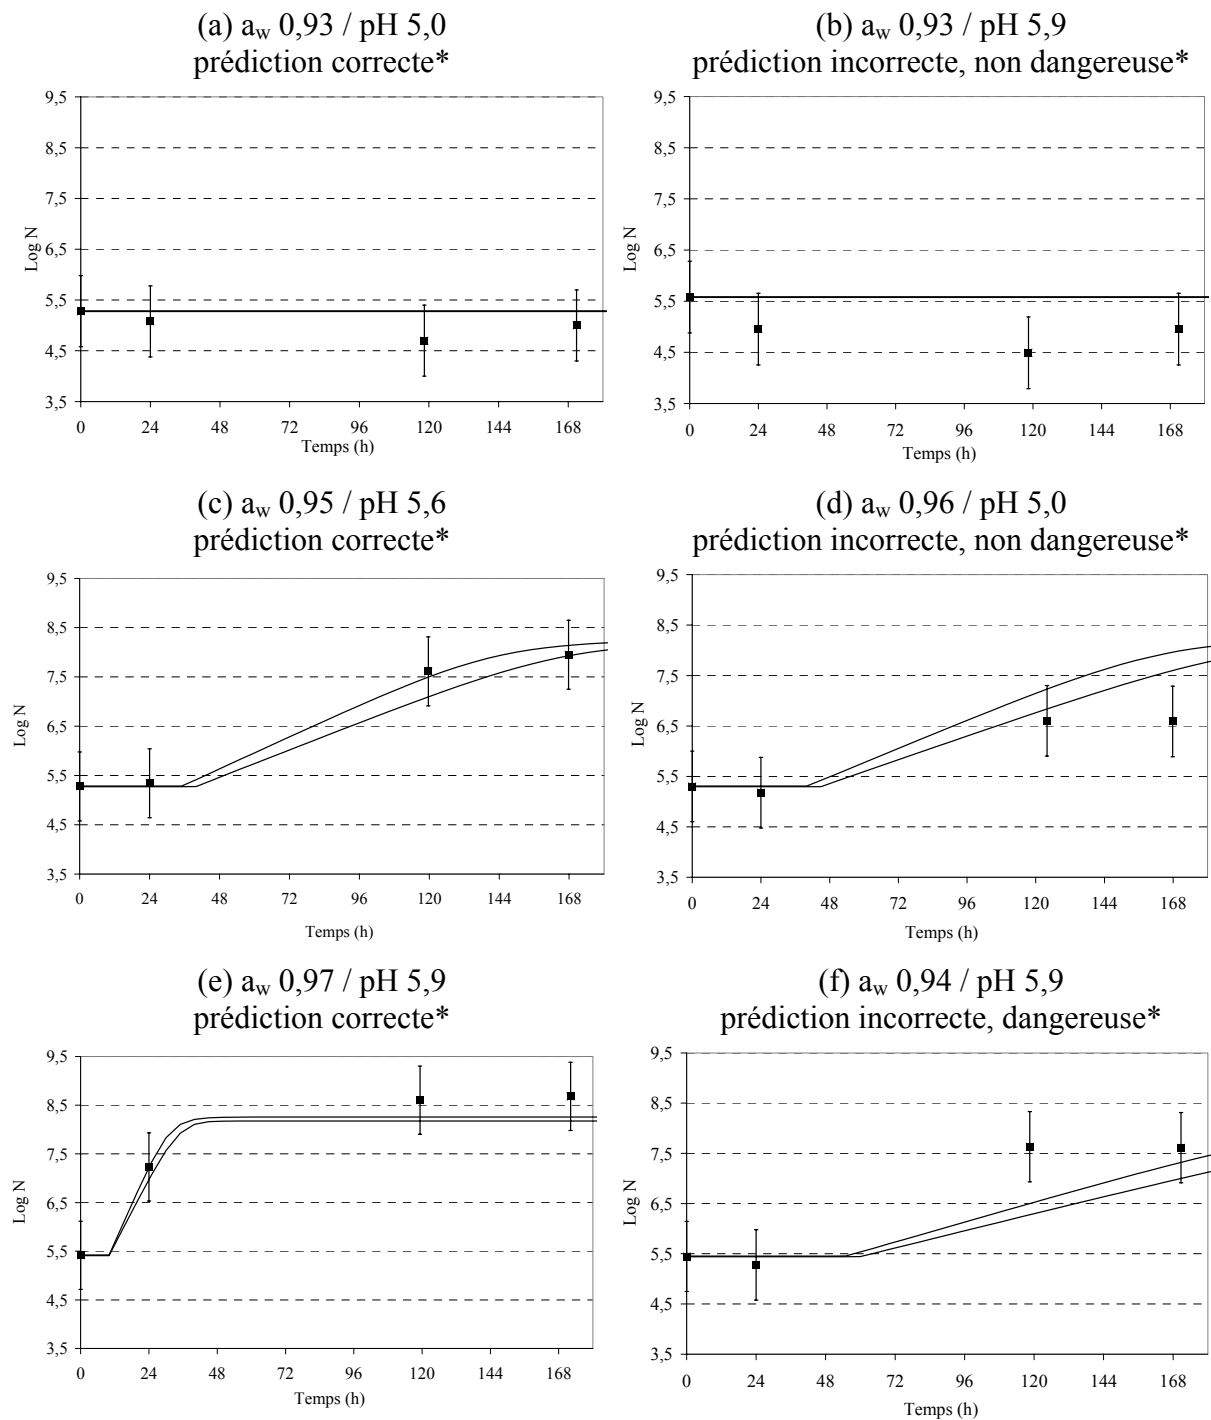 (a) aw 0,93 / pH 5,0
prédiction correcte*
9,5
8,5
7,5
6,5
5,5
4,5
3,5
Log N
0 24 48 72 96 120 144 168
Temps (h)
(b) aw 0,93 / pH 5,9
prédiction incorrecte, non dangereuse*
9,5
8,5
7,5
6,5
5,5
4,5
3,5
Log N
0 24 48 72 96 120 144 168
Temps (h)
(c) aw 0,95 / pH 5,6
prédiction correcte*
9,5
8,5
7,5
6,5
5,5
4,5
3,5
Log N
0 24 48 72 96 120 144 168
Temps (h)
(d) aw 0,96 / pH 5,0
prédiction incorrecte, non dangereuse*
9,5
8,5
7,5
6,5
5,5
4,5
3,5
Log N
0 24 48 72 96 120 144 168
Temps (h)
(e) aw 0,97 / pH 5,9
prédiction correcte*
9,5
8,5
7,5
6,5
5,5
4,5
3,5
Log N
0 24 48 72 96 120 144 168
Temps (h)
(f) aw 0,94 / pH 5,9
prédiction incorrecte, dangereuse*
9,5
8,5
7,5
6,5
5,5
4,5
3,5
Log N
0 24 48 72 96 120 144 168
Temps (h)